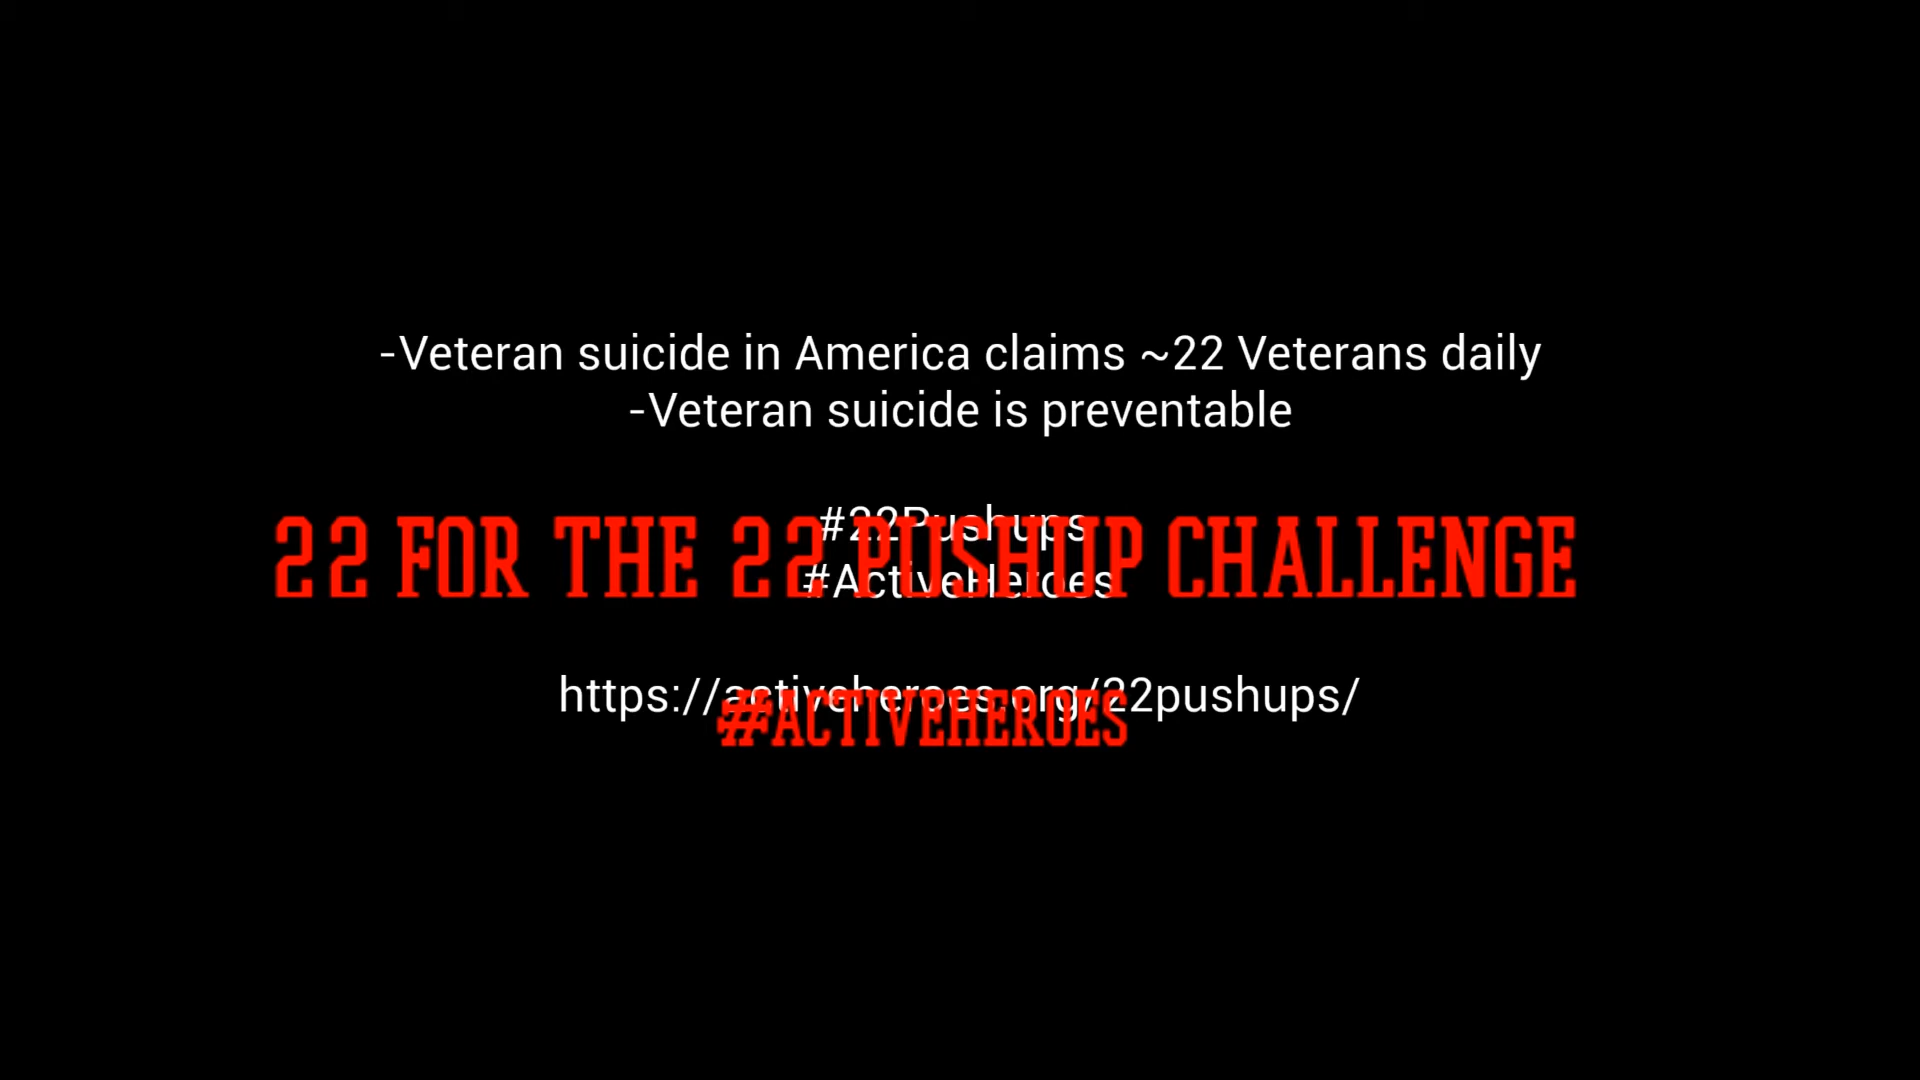 -Veteran suicide in America claims ~22 Veterans daily
-Veteran suicide is preventable
#22Pushups
22 FOR THE 22 PUSHUP CHALLENGE
#ActiveHeroes
https://activeheroes.org/22pushups/
#ACTIVEHEROES